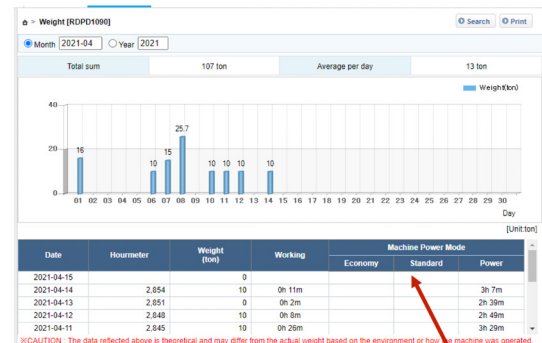 > Weight [RDPD1090]
Search Print
Month 2021-04 Year 2021
Total sum 107 ton Average per day 13 ton
Weight(ton)
40
25.7
20
16 15
10 10 10 10 10
0
01 02 03 04 05 06 07 08 09 10 11 12 13 14 15 16 17 18 19 20 21 22 23 24 25 26 27 28 29 30
Day
[Unit:ton]
Date Hourmeter Weight (ton) Working Machine Power Mode
Economy Standard Power
2021-04-15 0
2021-04-14 2,854 10 0h 11m 3h 7m
2021-04-13 2,851 0 0h 2m 2h 39m
2021-04-12 2,848 10 0h 8m 2h 49m
2021-04-11 2,845 10 0h 26m 3h 29m
※CAUTION : The data reflected above is theoretical and may differ from the actual weight based on the environment or how the machine was operated.